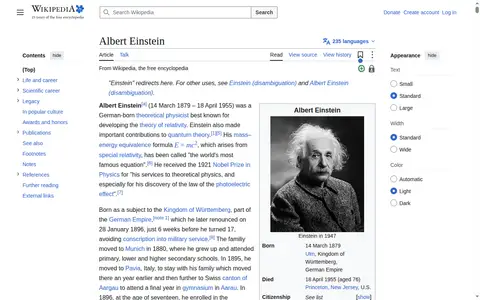 WIKIPEDIA
25 years of the free encyclopedia
Search Wikipedia
Search
Donate Create account Log in
Contents hide
(Top)
Life and career
Scientific career
Legacy
In popular culture
Awards and honors
Publications
See also
Footnotes
Notes
References
Further reading
External links
Albert Einstein
235 languages
Article Talk
Read View source View history
From Wikipedia, the free encyclopedia
"Einstein" redirects here. For other uses, see Einstein (disambiguation) and Albert Einstein
(disambiguation).
Albert Einstein[a] (14 March 1879 – 18 April 1955) was a
German-born theoretical physicist best known for
developing the theory of relativity. Einstein also made
important contributions to quantum theory.[1][5] His mass–
energy equivalence formula E = mc², which arises from
special relativity, has been called "the world's most
famous equation".[6] He received the 1921 Nobel Prize in
Physics for "his services to theoretical physics, and
especially for his discovery of the law of the photoelectric
effect".[7]
Born as a subject to the Kingdom of Württemberg, part of
the German Empire,[note 1] which he later renounced on
28 January 1896, just 6 weeks before he turned 17,
avoiding conscription into military service.[8] The family
moved to Munich in 1880, where he grew up and attended
primary, lower and higher secondary schools. In 1895, he
moved to Pavia, Italy, to stay with his family which moved
there an year earlier and then further to Swiss canton of
Aargau to attend a final year in gymnasium in Aarau. In
1896, at the age of seventeen, he enrolled in the
Albert Einstein
Einstein in 1947
Born 14 March 1879
Ulm, Kingdom of
Württemberg,
German Empire
Died 18 April 1955 (aged 76)
Princeton, New Jersey, U.S.
Citizenship See list [show]
Appearance hide
Text
Small
Standard
Large
Width
Standard
Wide
Color
Automatic
Light
Dark